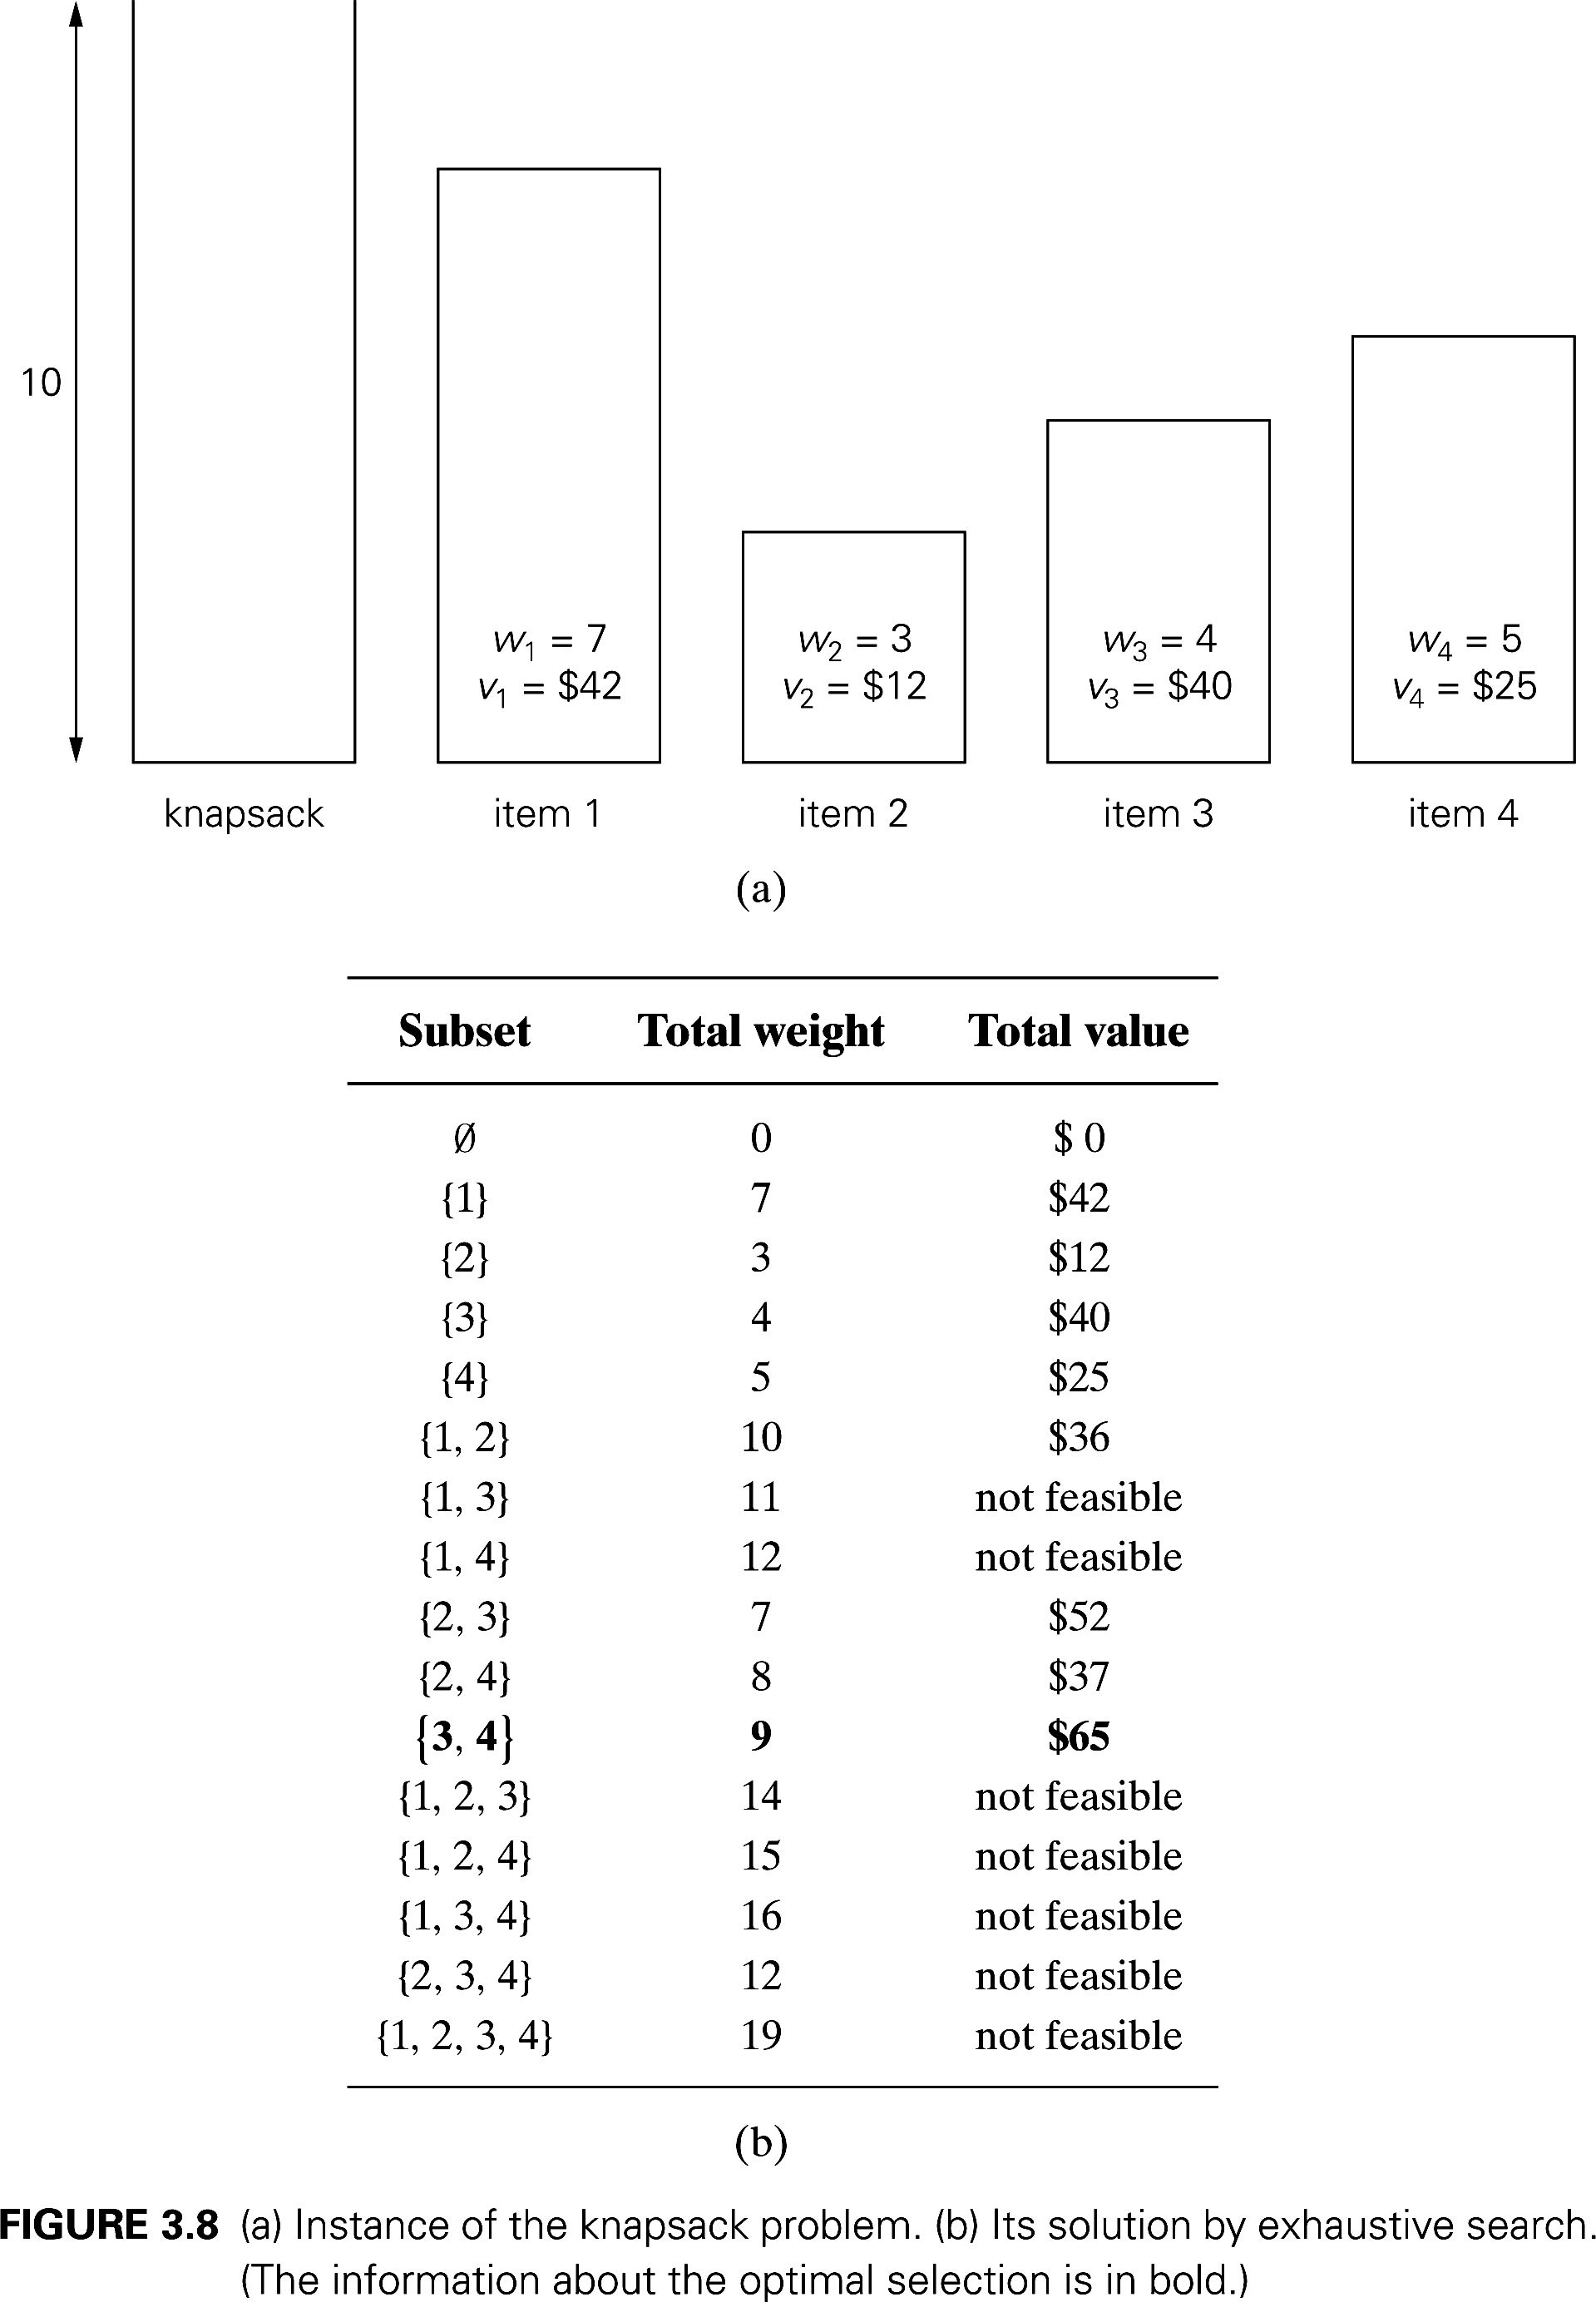 10
w1 = 7
v1 = $42
w2 = 3
v2 = $12
w3 = 4
v3 = $40
w4 = 5
v4 = $25
knapsack item 1 item 2 item 3 item 4
(a)
Subset Total weight Total value
Ø 0 $ 0
{1} 7 $42
{2} 3 $12
{3} 4 $40
{4} 5 $25
{1, 2} 10 $36
{1, 3} 11 not feasible
{1, 4} 12 not feasible
{2, 3} 7 $52
{2, 4} 8 $37
{3, 4} 9 $65
{1, 2, 3} 14 not feasible
{1, 2, 4} 15 not feasible
{1, 3, 4} 16 not feasible
{2, 3, 4} 12 not feasible
{1, 2, 3, 4} 19 not feasible
(b)
FIGURE 3.8 (a) Instance of the knapsack problem. (b) Its solution by exhaustive search.
(The information about the optimal selection is in bold.)